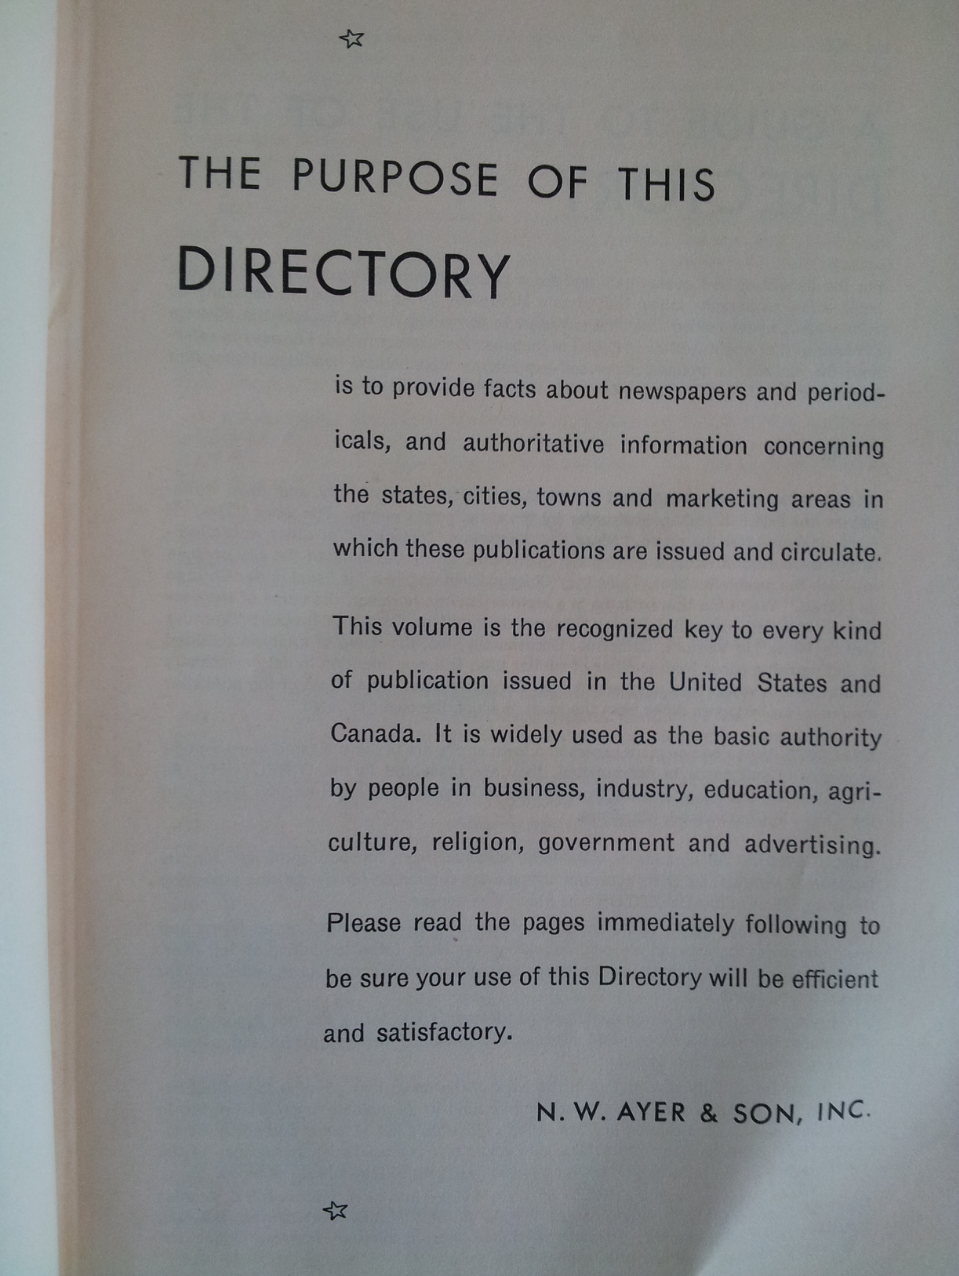 THE PURPOSE OF THIS
DIRECTORY
is to provide facts about newspapers and period-
icals, and authoritative information concerning
the states, cities, towns and marketing areas in
which these publications are issued and circulate.
This volume is the recognized key to every kind
of publication issued in the United States and
Canada. It is widely used as the basic authority
by people in business, industry, education, agri-
culture, religion, government and advertising.
Please read the pages immediately following to
be sure your use of this Directory will be efficient
and satisfactory.
N. W. AYER & SON, INC.